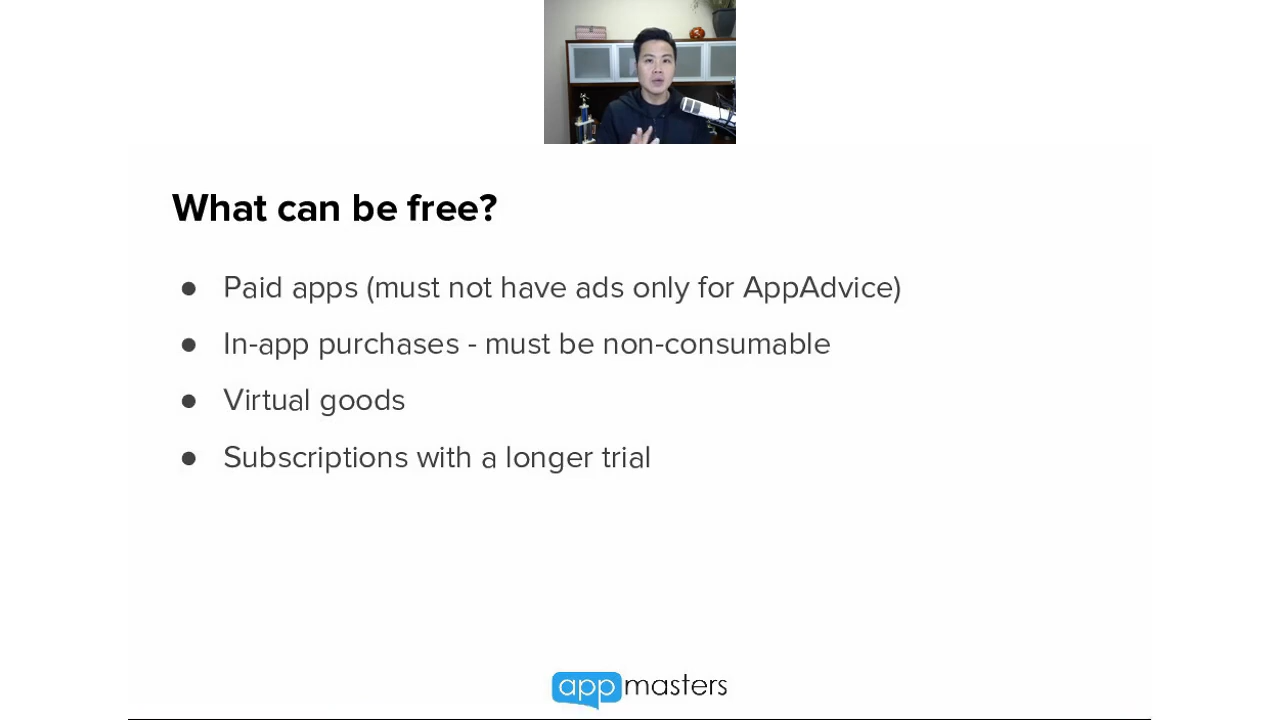 What can be free?
● Paid apps (must not have ads only for AppAdvice)
● In-app purchases - must be non-consumable
● Virtual goods
● Subscriptions with a longer trial
appmasters